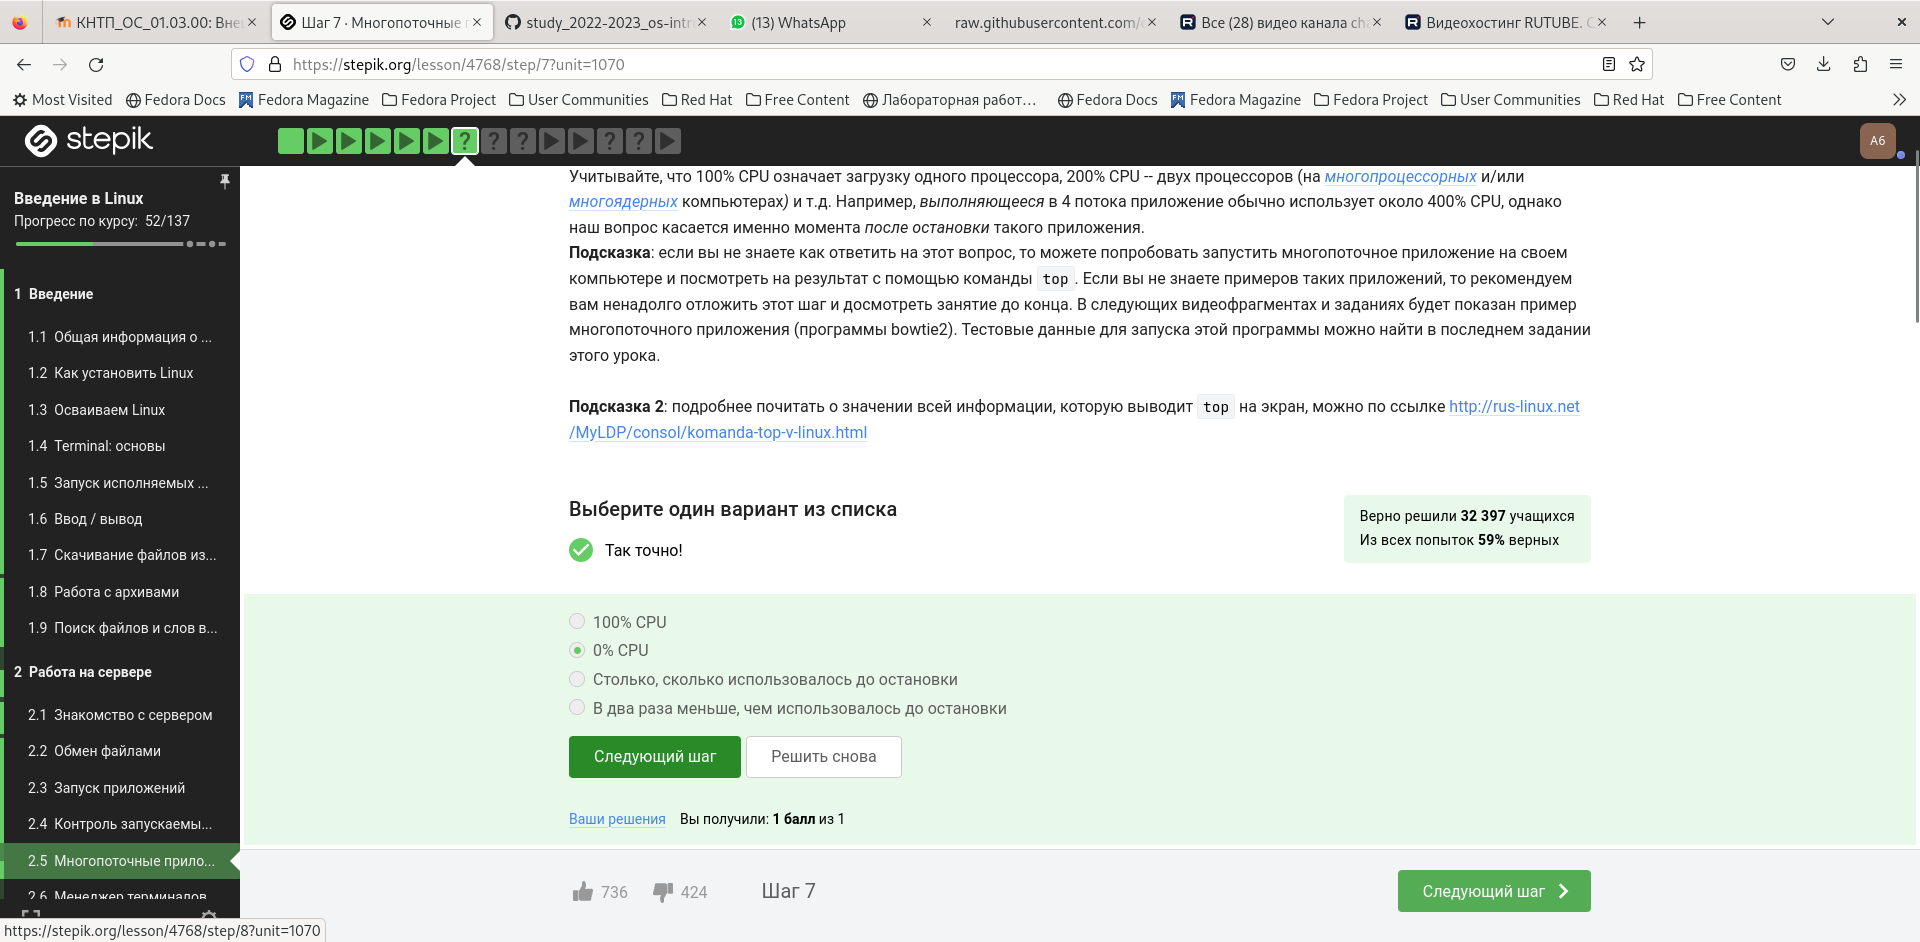 КНТП_ОС_01.03.00: Вне
Шаг 7 · Многопоточные
study_2022-2023_os-intr
13
(13) WhatsApp
raw.githubusercontent.com/
Все (28) видео канала
Видеохостинг RUTUBE.
https://stepik.org/lesson/4768/step/7?unit=1070
Most Visited
Fedora Docs
Fedora Magazine
Fedora Project
User Communities
Red Hat
Free Content
Лабораторная работ…
Fedora Docs
Fedora Magazine
Fedora Project
User Communities
Red Hat
Free Content
stepik
A6
Введение в Linux
Прогресс по курсу: 52/137
1 Введение
1.1 Общая информация о ...
1.2 Как установить Linux
1.3 Осваиваем Linux
1.4 Terminal: основы
1.5 Запуск исполняемых ...
1.6 Ввод / вывод
1.7 Скачивание файлов из...
1.8 Работа с архивами
1.9 Поиск файлов и слов в...
2 Работа на сервере
2.1 Знакомство с сервером
2.2 Обмен файлами
2.3 Запуск приложений
2.4 Контроль запускаемы...
2.5 Многопоточные прило...
2.6 Менеджер терминалов
Учитывайте, что 100% CPU означает загрузку одного процессора, 200% CPU -- двух процессоров (на многопроцессорных и/или
многоядерных компьютерах) и т.д. Например, выполняющееся в 4 потока приложение обычно использует около 400% CPU, однако
наш вопрос касается именно момента после остановки такого приложения.
Подсказка: если вы не знаете как ответить на этот вопрос, то можете попробовать запустить многопоточное приложение на своем
компьютере и посмотреть на результат с помощью команды top. Если вы не знаете примеров таких приложений, то рекомендуем
вам ненадолго отложить этот шаг и досмотреть занятие до конца. В следующих видеофрагментах и заданиях будет показан пример
многопоточного приложения (программы bowtie2). Тестовые данные для запуска этой программы можно найти в последнем задании
этого урока.
Подсказка 2: подробнее почитать о значении всей информации, которую выводит top на экран, можно по ссылке http://rus-linux.net
/MyLDP/consol/komanda-top-v-linux.html
Выберите один вариант из списка
Так точно!
Верно решили 32 397 учащихся
Из всех попыток 59% верных
100% CPU
0% CPU
Столько, сколько использовалось до остановки
В два раза меньше, чем использовалось до остановки
Следующий шаг
Решить снова
Ваши решения Вы получили: 1 балл из 1
736
424
Шаг 7
Следующий шаг
https://stepik.org/lesson/4768/step/8?unit=1070